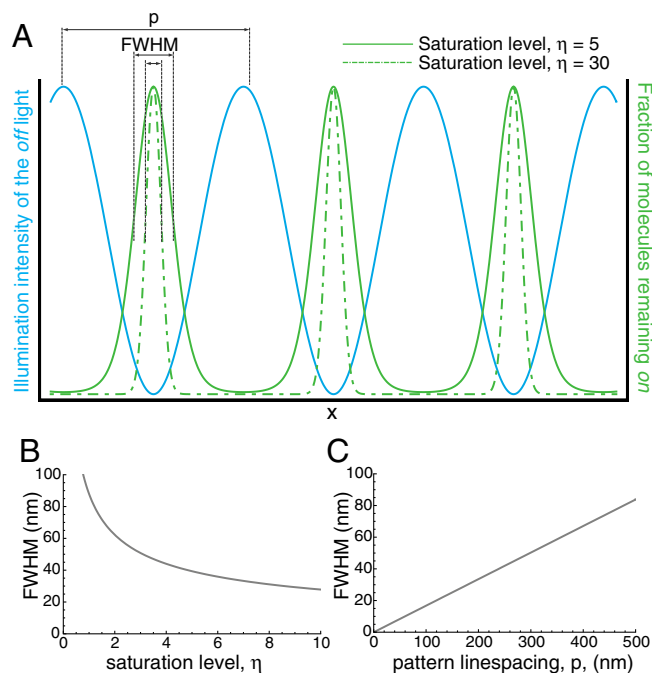 A
p
FWHM
Saturation level, η = 5
Saturation level, η = 30
Illumination intensity of the off light
Fraction of molecules remaining on
x
B
FWHM (nm)
100
80
60
40
20
0
0 2 4 6 8 10
saturation level, η
C
FWHM (nm)
100
80
60
40
20
0
0 100 200 300 400 500
pattern linespacing, p, (nm)